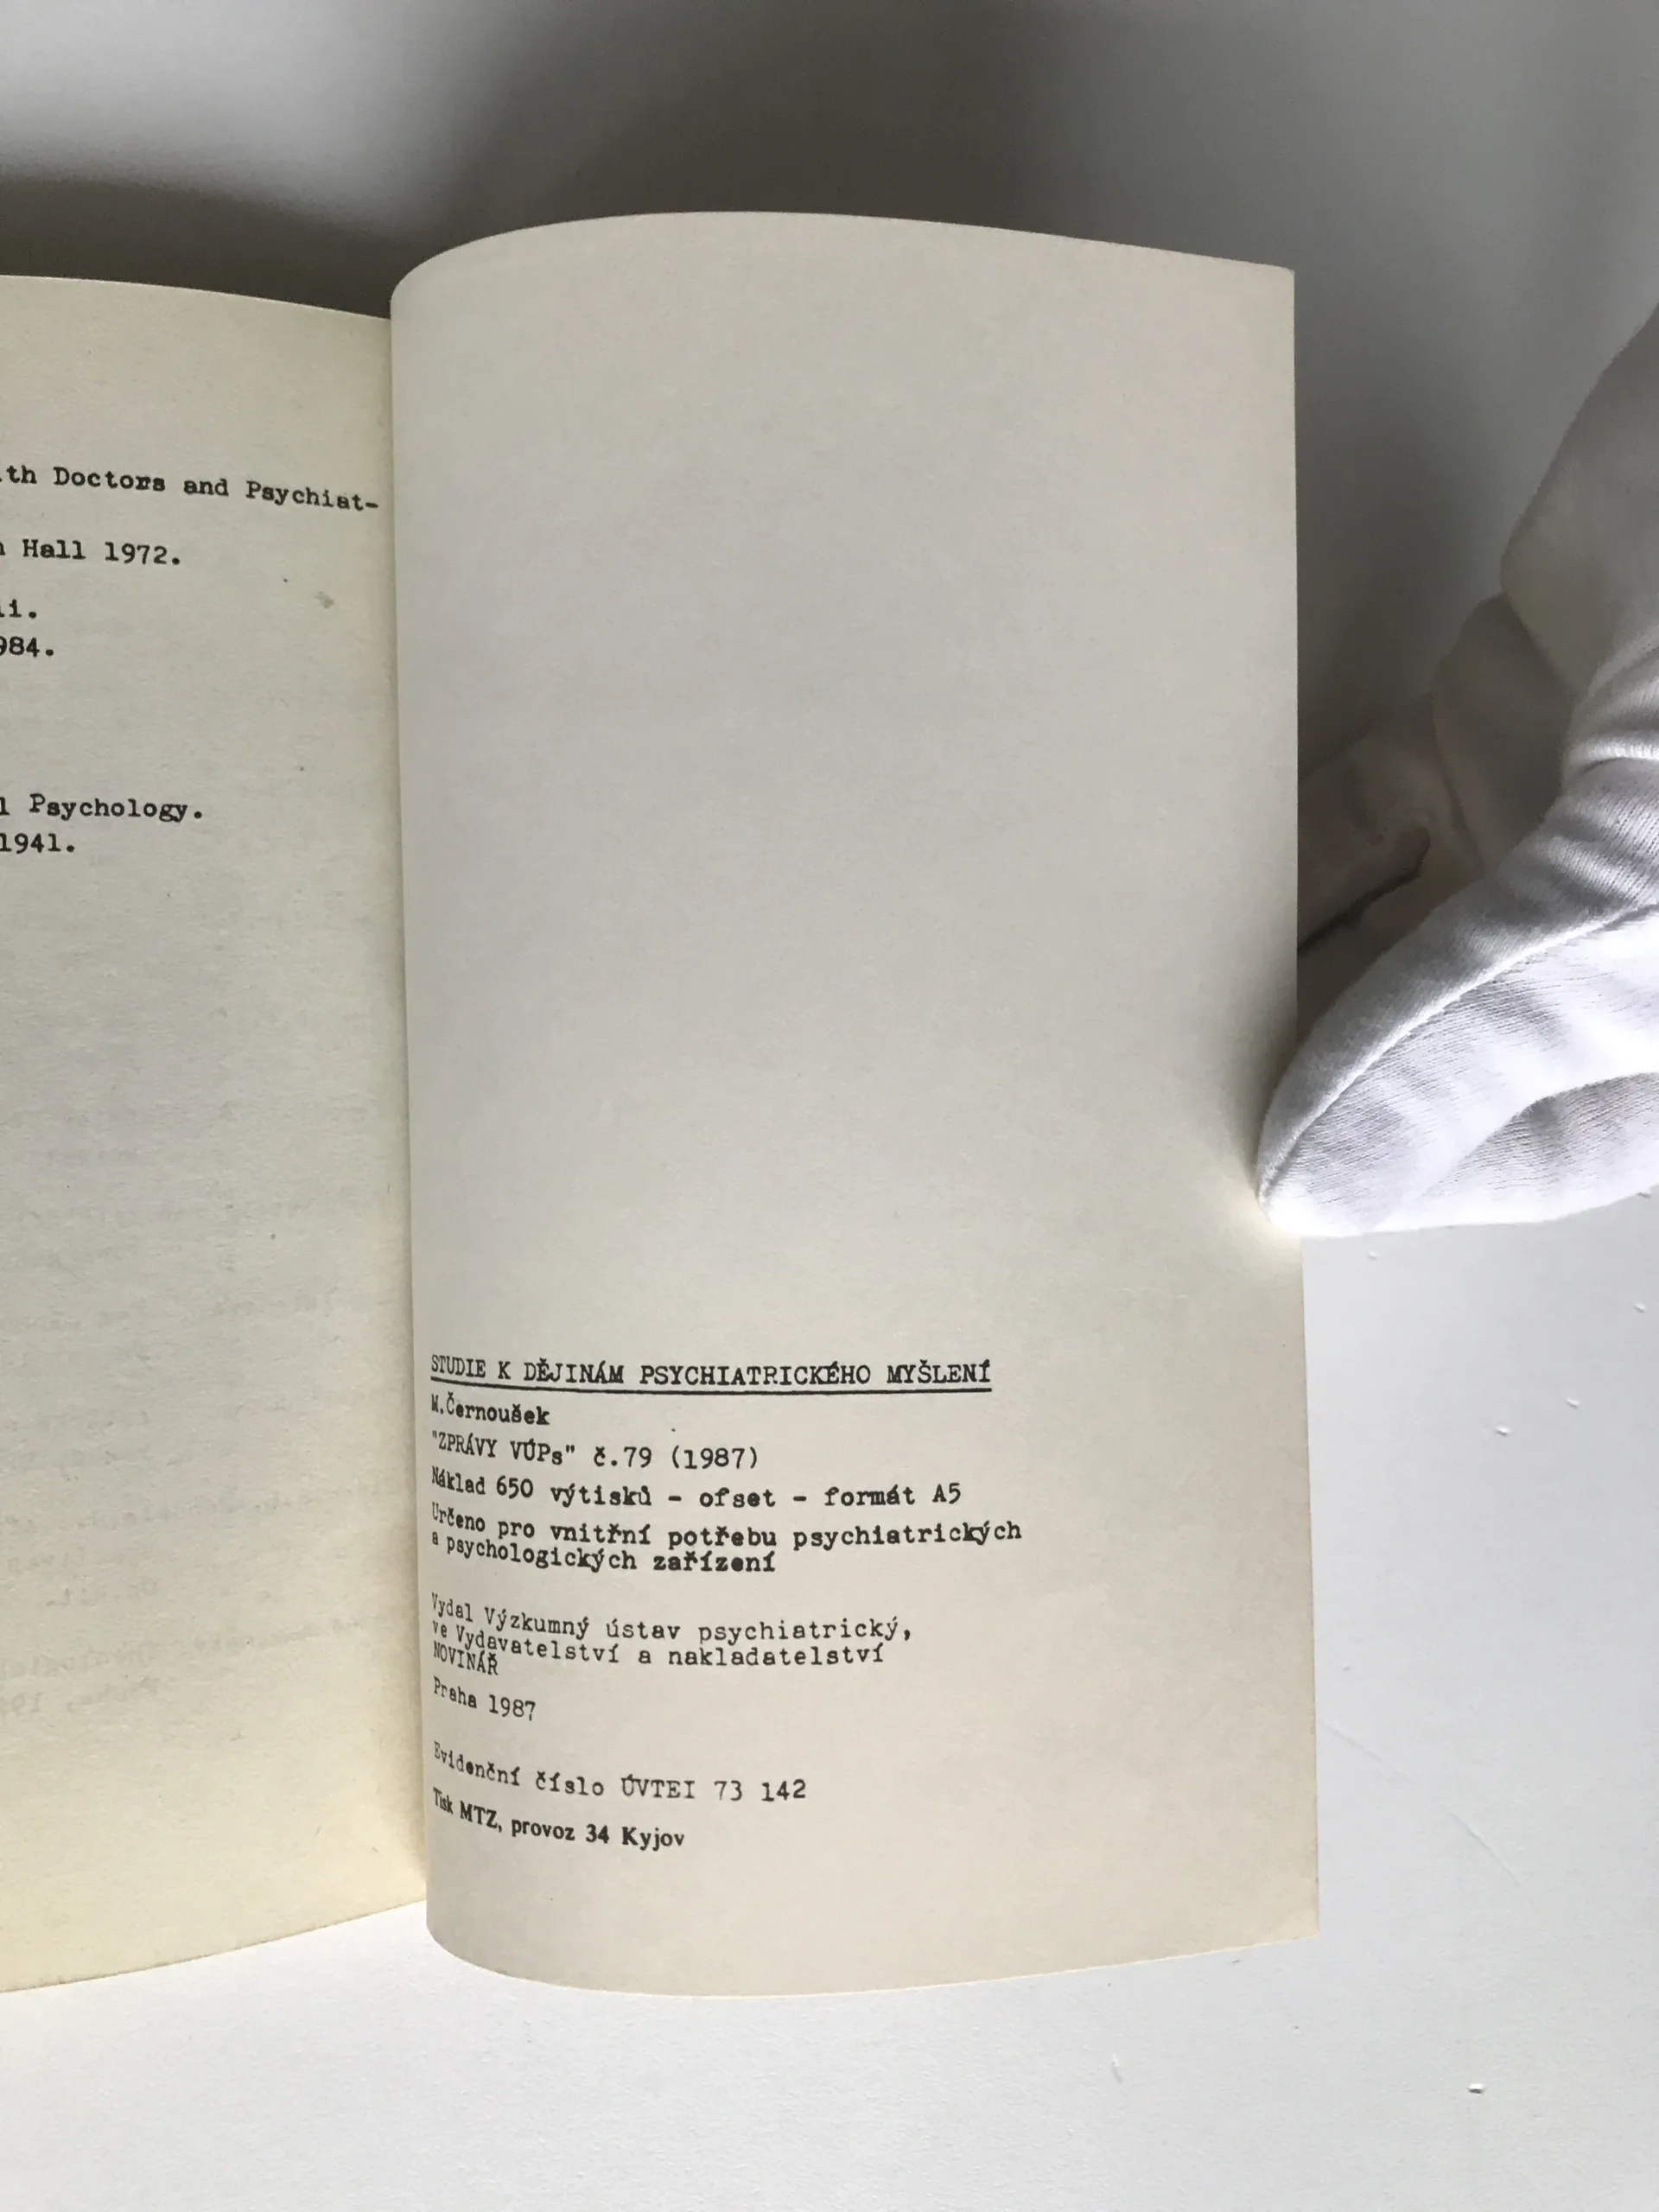 th Doctors and Psychiat-
Hall 1972.
li.
984.
l Psychology.
1941.
STUDIE K DĚJINÁM PSYCHIATRICKÉHO MYŠLENÍ
M.Černoušek
"ZPRÁVY VÚPs" č.79 (1987)
Náklad 650 výtisků - ofset - formát A5
Určeno pro vnitřní potřebu psychiatrických
a psychologických zařízení
Vydal Výzkumný ústav psychiatrický,
ve Vydavatelství a nakladatelství
NOVINÁŘ
Praha 1987
Evidenční číslo ÚVTEI 73 142
Tisk MTZ, provoz 34 Kyjov